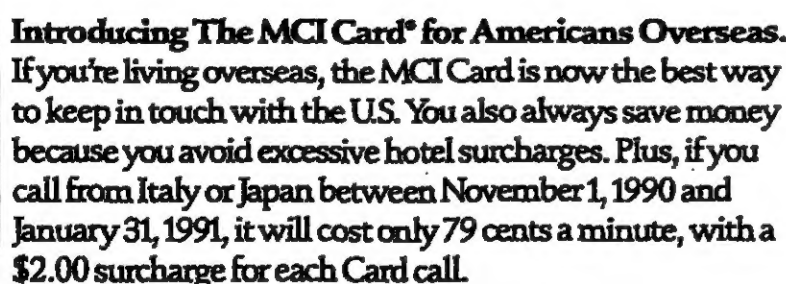 Introducing The MCI Card® for Americans Overseas.
If you're living overseas, the MCI Card is now the best way
to keep in touch with the U.S. You also always save money
because you avoid excessive hotel surcharges. Plus, if you
call from Italy or Japan between November 1, 1990 and
January 31, 1991, it will cost only 79 cents a minute, with a
$2.00 surcharge for each Card call.